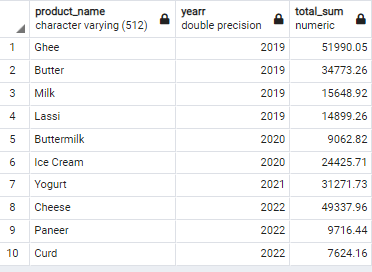 product_name yearr total_sum
character varying (512) double precision numeric
1 Ghee 2019 51990.05
2 Butter 2019 34773.26
3 Milk 2019 15648.92
4 Lassi 2019 14899.26
5 Buttermilk 2020 9062.82
6 Ice Cream 2020 24425.71
7 Yogurt 2021 31271.73
8 Cheese 2022 49337.96
9 Paneer 2022 9716.44
10 Curd 2022 7624.16